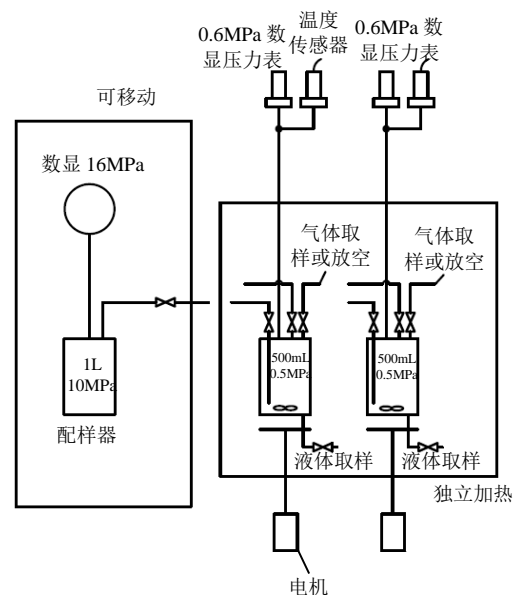 0.6MPa 数
显压力表
温度
传感器
0.6MPa 数
显压力表
可移动
数显 16MPa
气体取
样或放空
气体取
样或放空
1L
10MPa
500mL
0.5MPa
500mL
0.5MPa
配样器
液体取样
液体取样
独立加热
电机